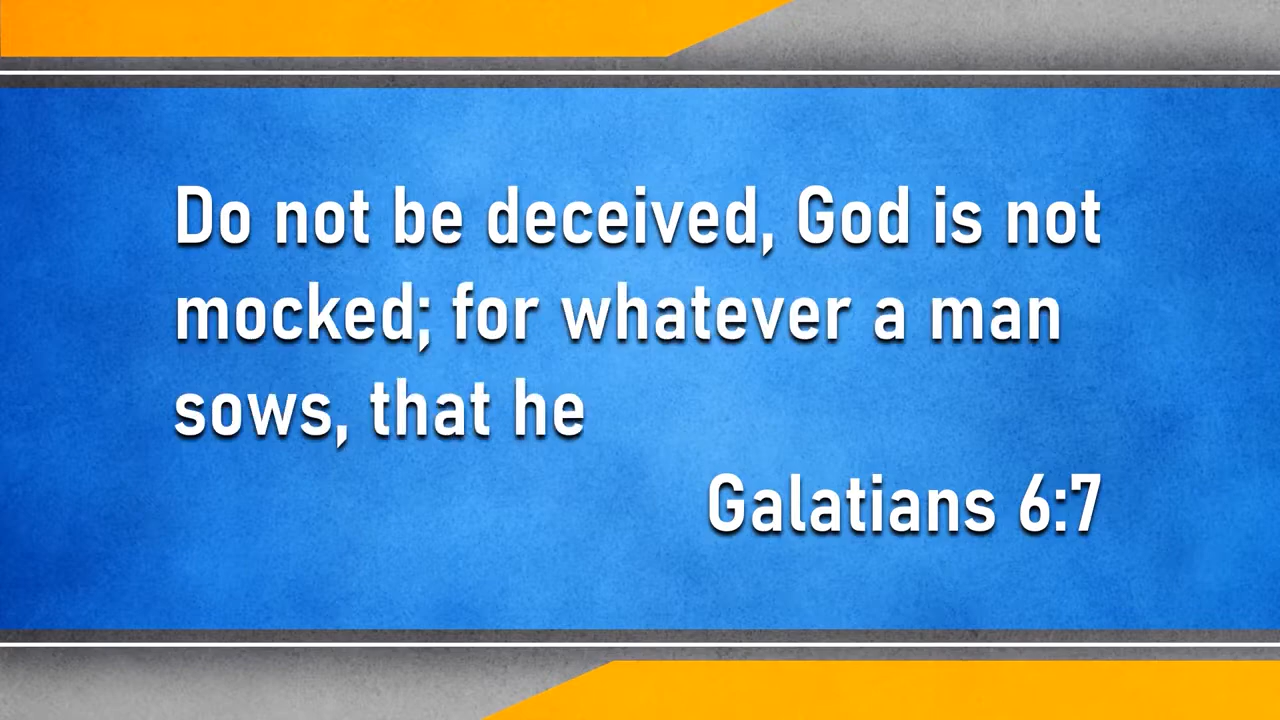 Do not be deceived, God is not
mocked; for whatever a man
sows, that he
Galatians 6:7